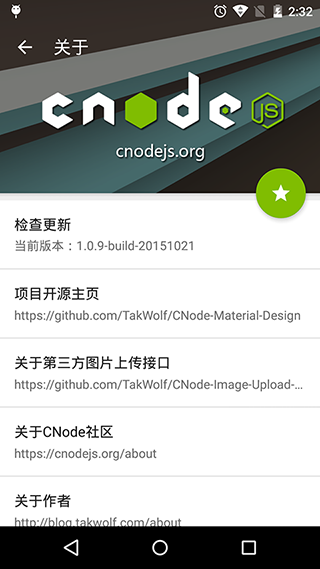 2:32
关于
cnode JS
cnodejs.org
检查更新
当前版本：1.0.9-build-20151021
项目开源主页
https://github.com/TakWolf/CNode-Material-Design
关于第三方图片上传接口
https://github.com/TakWolf/CNode-Image-Upload-...
关于CNode社区
https://cnodejs.org/about
关于作者
http://blog.takwolf.com/about